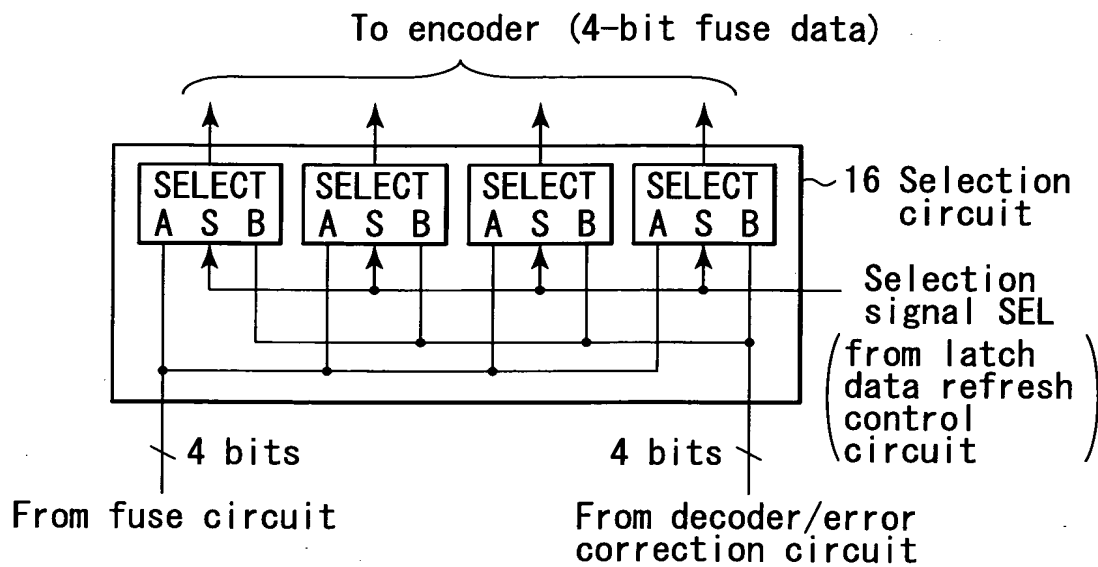 To encoder (4-bit fuse data)
SELECT
A S B
SELECT
A S B
SELECT
A S B
SELECT
A S B
16 Selection
circuit
Selection
signal SEL
(from latch
data refresh
control
circuit)
4 bits
4 bits
From fuse circuit
From decoder/error
correction circuit